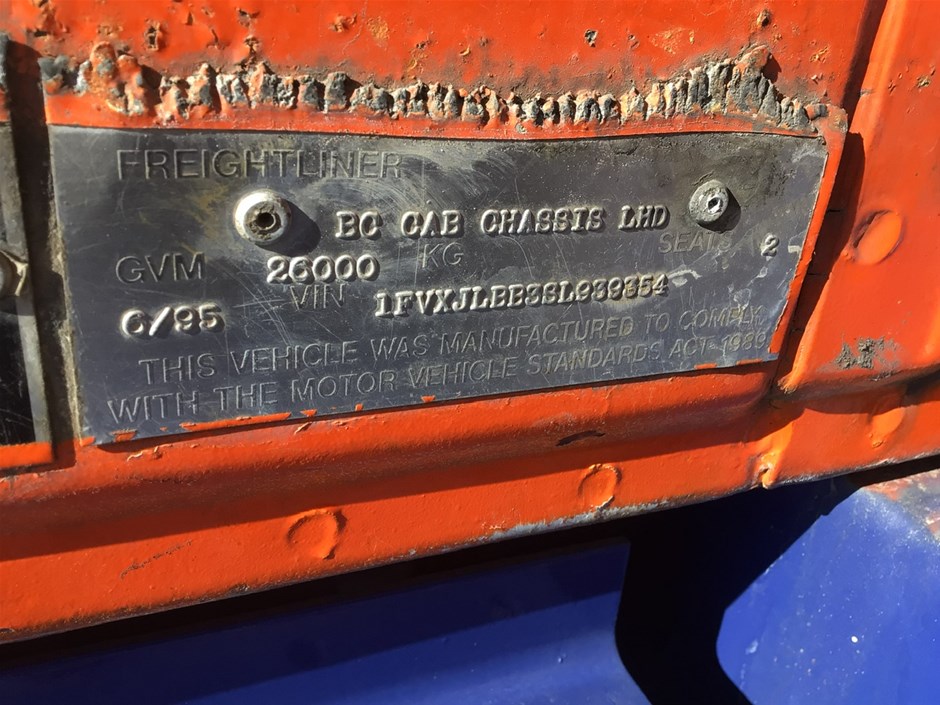 FREIGHTLINER
BC CAB CHASSIS LHD
GVM 26000 KG SEATS 2
6/95 VIN 1FVXJLBB3SL939354
THIS VEHICLE WAS MANUFACTURED TO COMPLY
WITH THE MOTOR VEHICLE STANDARDS ACT 1989